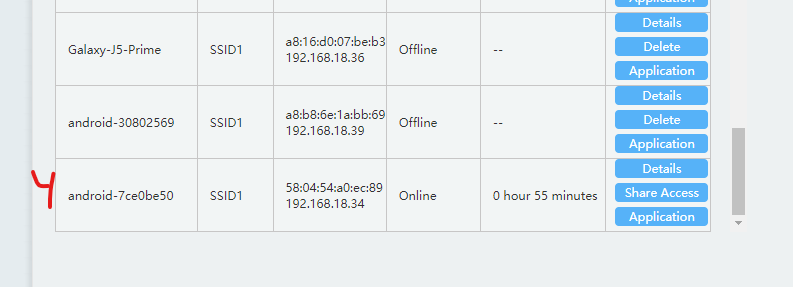 Application
Details
Galaxy-J5-Prime SSID1 a8:16:d0:07:be:b3 Offline -- Delete
192.168.18.36
Application
Details
android-30802569 SSID1 a8:b8:6e:1a:bb:69 Offline -- Delete
192.168.18.39
Application
Details
4 android-7ce0be50 SSID1 58:04:54:a0:ec:89 Online 0 hour 55 minutes Share Access
192.168.18.34
Application